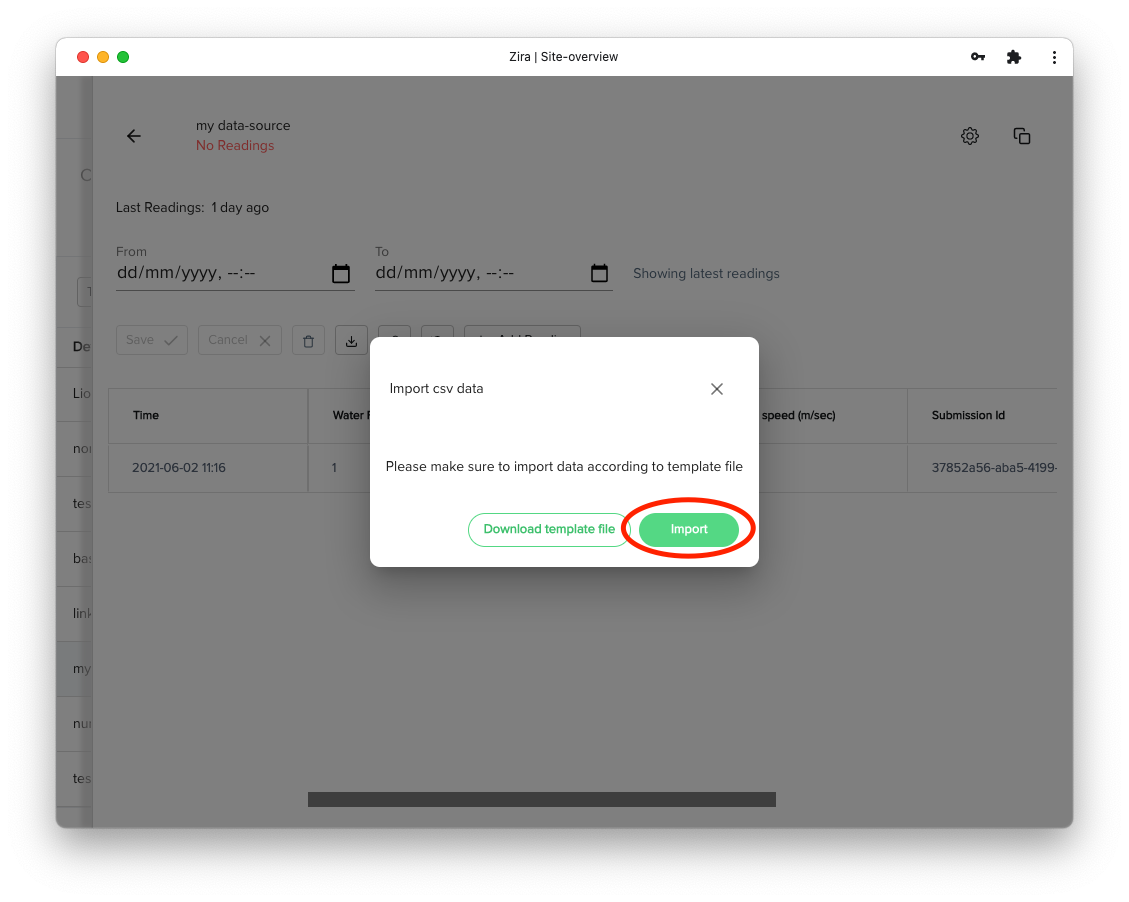 Zira | Site-overview
my data-source
No Readings
Last Readings: 1 day ago
From
To
dd/mm/yyyy, --:--
dd/mm/yyyy, --:--
Showing latest readings
Save
Cancel
Import csv data
Time
Water
speed (m/sec)
Submission Id
2021-06-02 11:16
1
37852a56-aba5-4199-
Please make sure to import data according to template file
Download template file
Import
De
Lio
nor
tes
bas
link
my
nur
tes